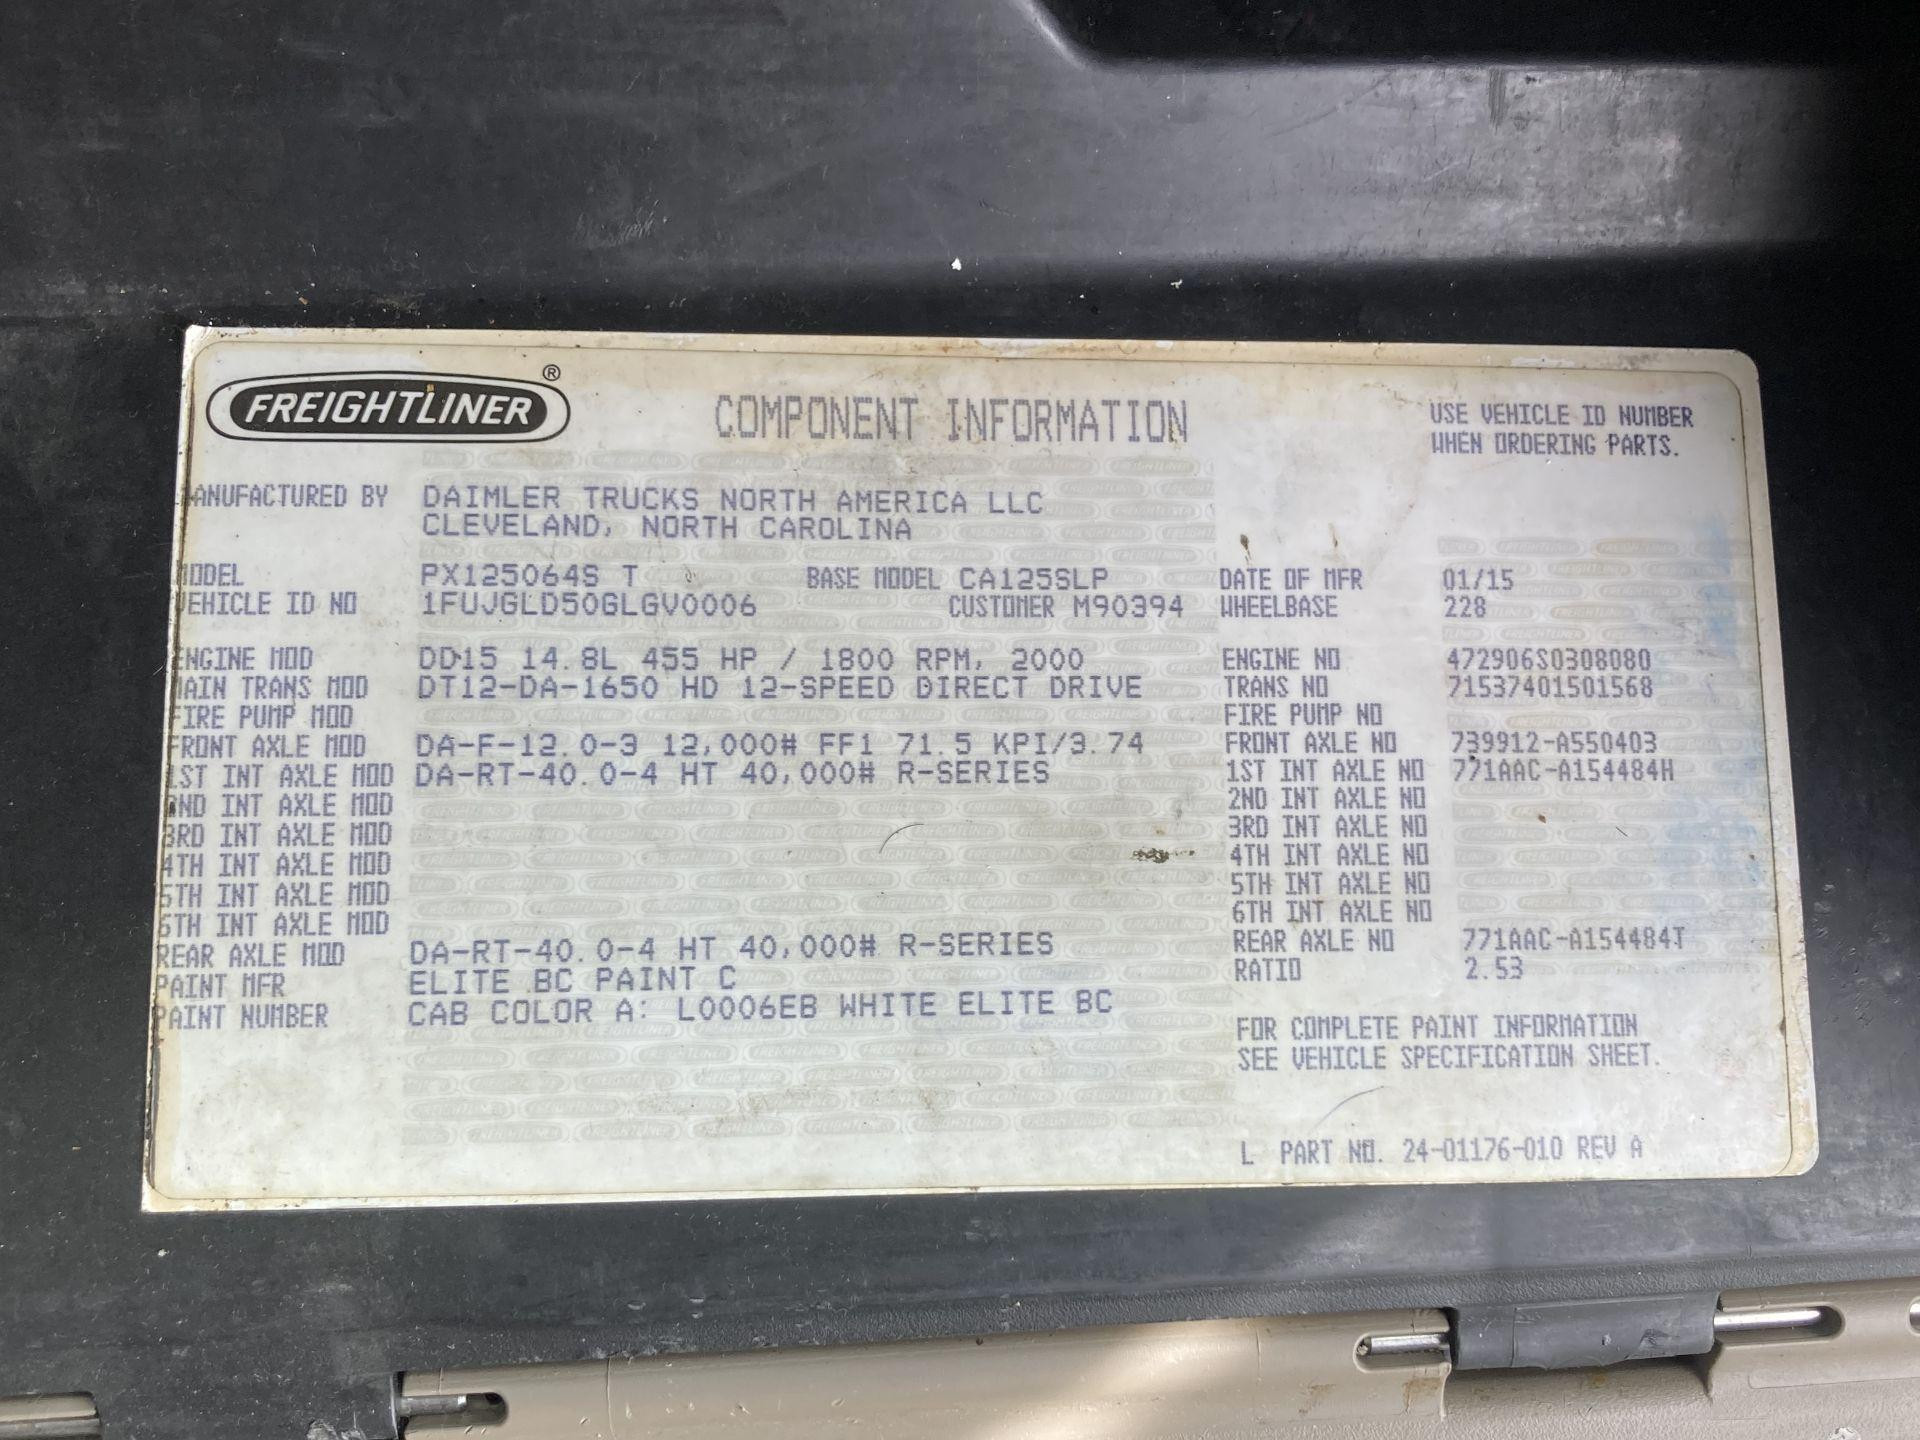 FREIGHTLINER®
COMPONENT INFORMATION
USE VEHICLE ID NUMBER
WHEN ORDERING PARTS.
MANUFACTURED BY DAIMLER TRUCKS NORTH AMERICA LLC
CLEVELAND, NORTH CAROLINA
MODEL PX125064S T BASE MODEL CA125SLP DATE OF MFR 01/15
VEHICLE ID NO 1FUJGLD50GLGV0006 CUSTOMER M90394 WHEELBASE 228
ENGINE MOD DD15 14.8L 455 HP / 1800 RPM, 2000 ENGINE NO 472906S0308080
MAIN TRANS MOD DT12-DA-1650 HD 12-SPEED DIRECT DRIVE TRANS NO 71537401501568
FIRE PUMP MOD FIRE PUMP NO
FRONT AXLE MOD DA-F-12.0-3 12,000# FF1 71.5 KPI/3.74 FRONT AXLE NO 739912-A550403
1ST INT AXLE MOD DA-RT-40.0-4 HT 40,000# R-SERIES 1ST INT AXLE NO 771AAC-A154484H
2ND INT AXLE MOD 2ND INT AXLE NO
3RD INT AXLE MOD 3RD INT AXLE NO
4TH INT AXLE MOD 4TH INT AXLE NO
5TH INT AXLE MOD 5TH INT AXLE NO
6TH INT AXLE MOD 6TH INT AXLE NO
REAR AXLE MOD DA-RT-40.0-4 HT 40,000# R-SERIES REAR AXLE NO 771AAC-A154484T
PAINT MFR ELITE BC PAINT C RATIO 2.53
PAINT NUMBER CAB COLOR A: L0006EB WHITE ELITE BC
FOR COMPLETE PAINT INFORMATION
SEE VEHICLE SPECIFICATION SHEET.
L PART NO. 24-01176-010 REV A